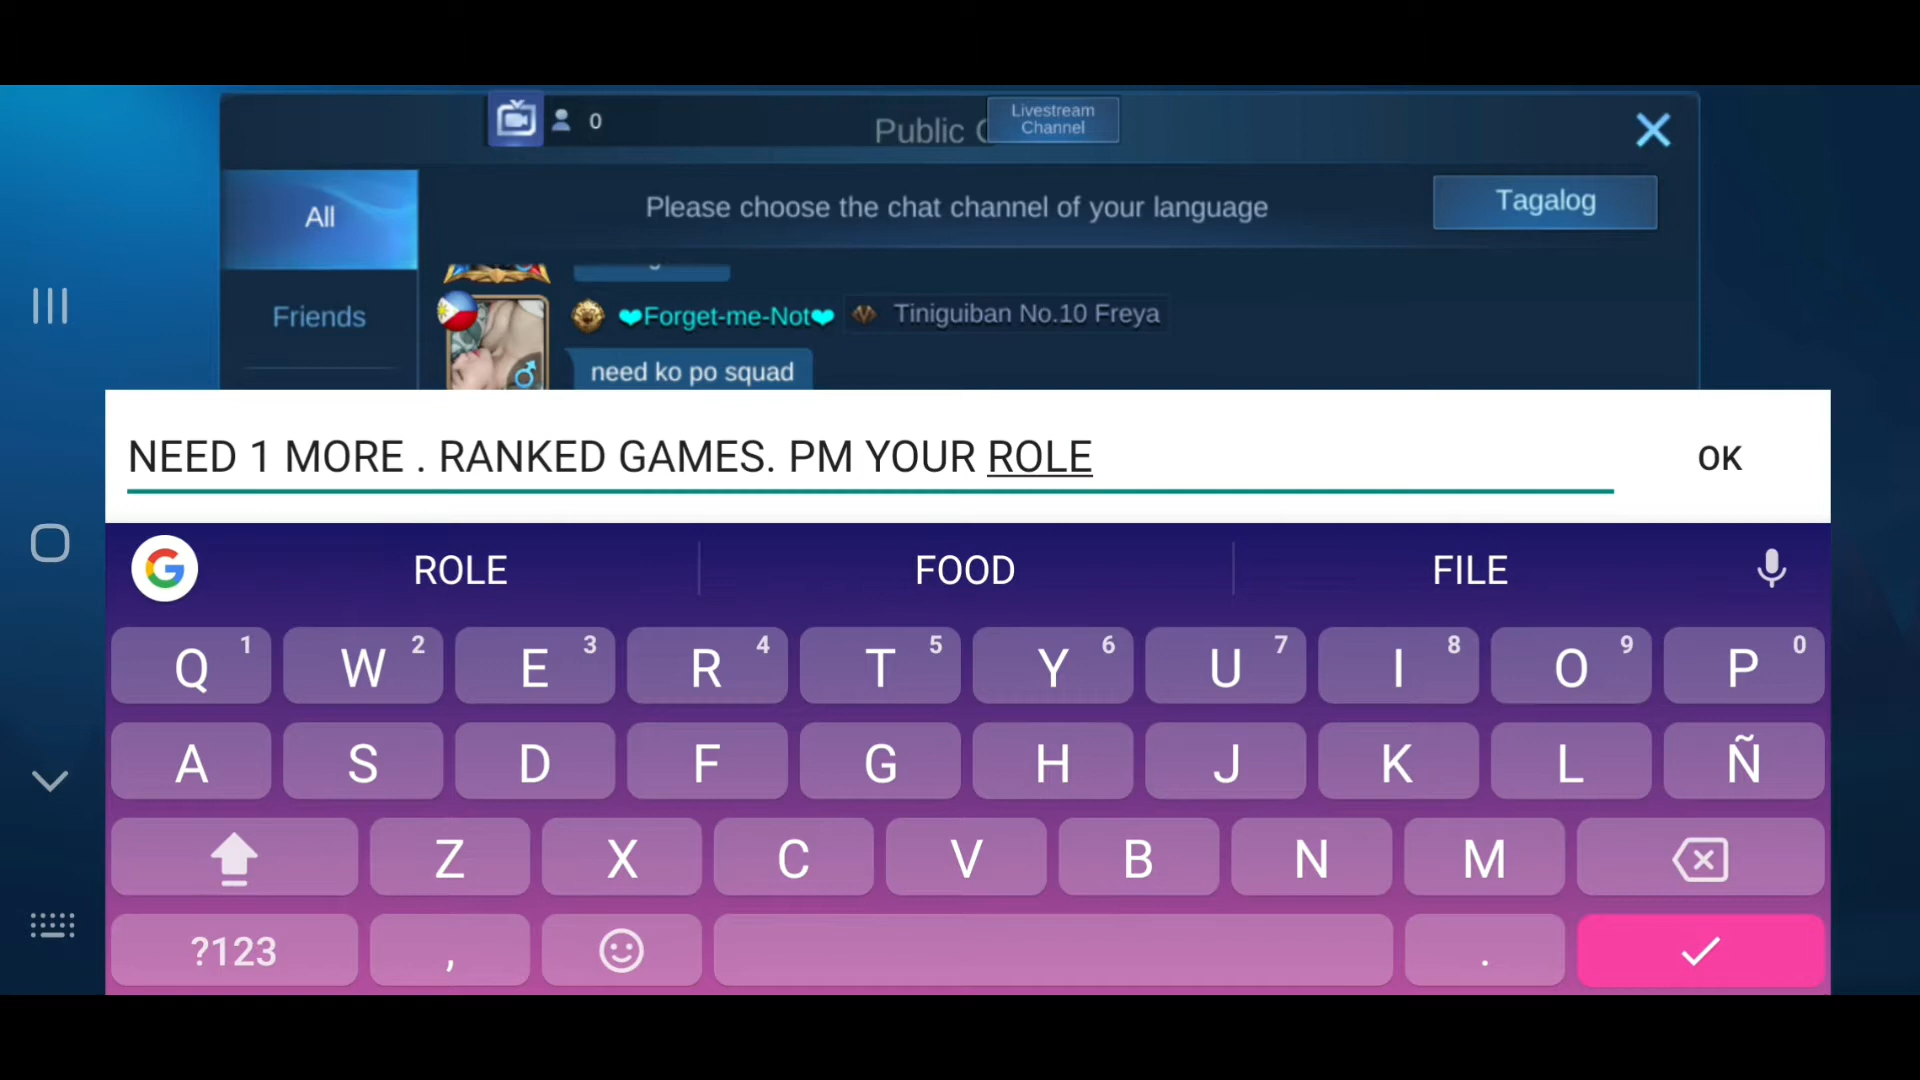 0
Public
Livestream
Channel
All
Please choose the chat channel of your language
Tagalog
Friends
❤Forget-me-Not❤
Tiniguiban No.10 Freya
need ko po squad
NEED 1 MORE . RANKED GAMES. PM YOUR ROLE
OK
ROLE
FOOD
FILE
Q 1 W 2 E 3 R 4 T 5 Y 6 U 7 I 8 O 9 P 0
A S D F G H J K L Ñ
Z X C V B N M
?123 , .